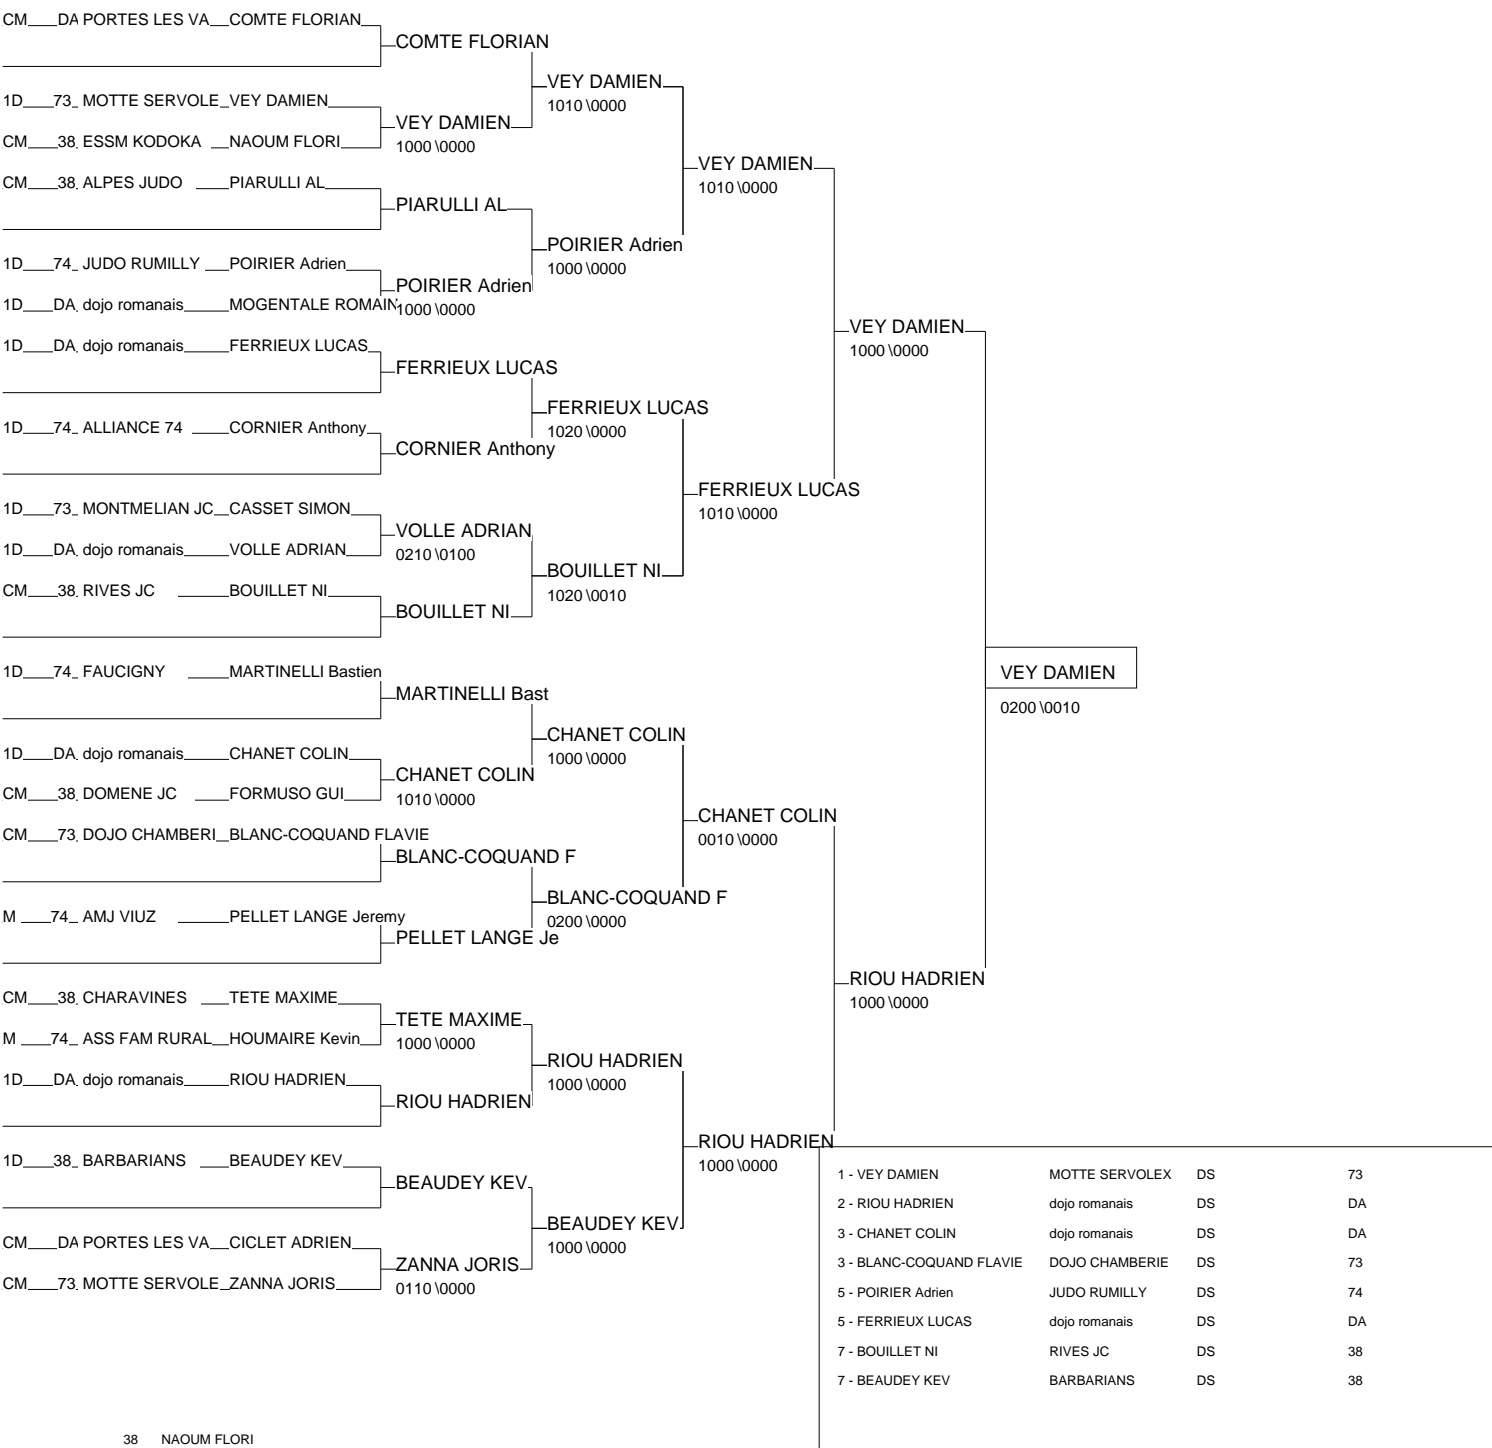 CM DA PORTES LES VA COMTE FLORIAN
COMTE FLORIAN
VEY DAMIEN
1010 \0000
1D 73 MOTTE SERVOLE VEY DAMIEN
VEY DAMIEN
1000 \0000
CM 38 ESSM KODOKA NAOUM FLORI
VEY DAMIEN
1010 \0000
CM 38 ALPES JUDO PIARULLI AL
PIARULLI AL
POIRIER Adrien
1000 \0000
1D 74 JUDO RUMILLY POIRIER Adrien
POIRIER Adrien
1000 \0000
1D DA dojo romanais MOGENTALE ROMAIN
VEY DAMIEN
1000 \0000
1D DA dojo romanais FERRIEUX LUCAS
FERRIEUX LUCAS
FERRIEUX LUCAS
1020 \0000
1D 74 ALLIANCE 74 CORNIER Anthony
CORNIER Anthony
FERRIEUX LUCAS
1010 \0000
1D 73 MONTMELIAN JC CASSET SIMON
VOLLE ADRIAN
0210 \0100
1D DA dojo romanais VOLLE ADRIAN
BOUILLET NI
1020 \0010
CM 38 RIVES JC BOUILLET NI
BOUILLET NI
VEY DAMIEN
0200 \0010
1D 74 FAUCIGNY MARTINELLI Bastien
MARTINELLI Bast
CHANET COLIN
1000 \0000
1D DA dojo romanais CHANET COLIN
CHANET COLIN
1010 \0000
CM 38 DOMENE JC FORMUSO GUI
CHANET COLIN
0010 \0000
CM 73 DOJO CHAMBERI BLANC-COQUAND FLAVIE
BLANC-COQUAND F
BLANC-COQUAND F
0200 \0000
M 74 AMJ VIUZ PELLET LANGE Jeremy
PELLET LANGE Je
RIOU HADRIEN
1000 \0000
CM 38 CHARAVINES TETE MAXIME
TETE MAXIME
1000 \0000
M 74 ASS FAM RURAL HOUMAIRE Kevin
RIOU HADRIEN
1000 \0000
1D DA dojo romanais RIOU HADRIEN
RIOU HADRIEN
RIOU HADRIEN
1000 \0000
1D 38 BARBARIANS BEAUDEY KEV
BEAUDEY KEV
BEAUDEY KEV
1000 \0000
CM DA PORTES LES VA CICLET ADRIEN
ZANNA JORIS
0110 \0000
CM 73 MOTTE SERVOLE ZANNA JORIS
1 - VEY DAMIEN MOTTE SERVOLEX DS 73
2 - RIOU HADRIEN dojo romanais DS DA
3 - CHANET COLIN dojo romanais DS DA
3 - BLANC-COQUAND FLAVIE DOJO CHAMBERIE DS 73
5 - POIRIER Adrien JUDO RUMILLY DS 74
5 - FERRIEUX LUCAS dojo romanais DS DA
7 - BOUILLET NI RIVES JC DS 38
7 - BEAUDEY KEV BARBARIANS DS 38
38 NAOUM FLORI